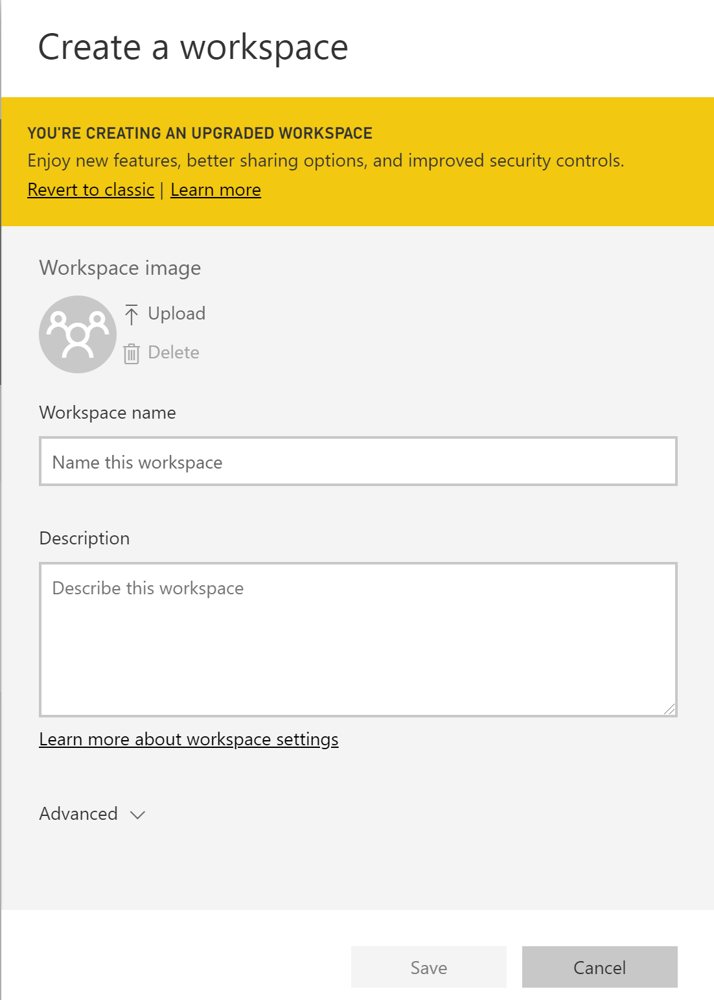 Create a workspace
YOU'RE CREATING AN UPGRADED WORKSPACE
Enjoy new features, better sharing options, and improved security controls.
Revert to classic | Learn more
Workspace image
Upload
Delete
Workspace name
Name this workspace
Description
Describe this workspace
Learn more about workspace settings
Advanced
Save Cancel